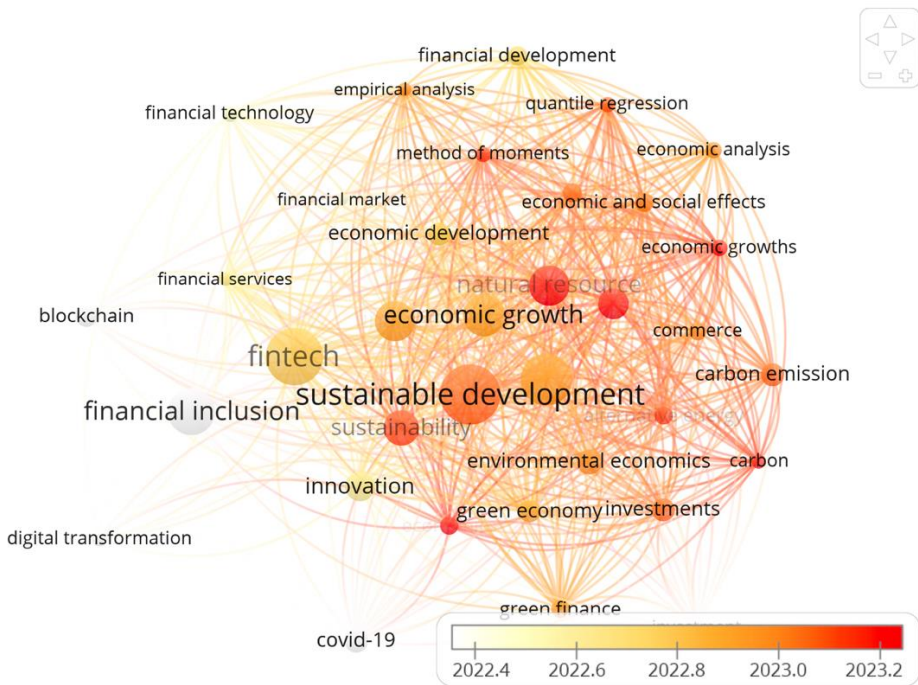 financial development
empirical analysis
quantile regression
financial technology
method of moments
economic analysis
financial market
economic and social effects
economic development
economic growths
financial services
natural resource
blockchain
economic growth
commerce
fintech
carbon emission
sustainable development
financial inclusion
alternative energy
sustainability
environmental economics
carbon
innovation
green economy
investments
digital transformation
green finance
investment
covid-19
2022.4 2022.6 2022.8 2023.0 2023.2